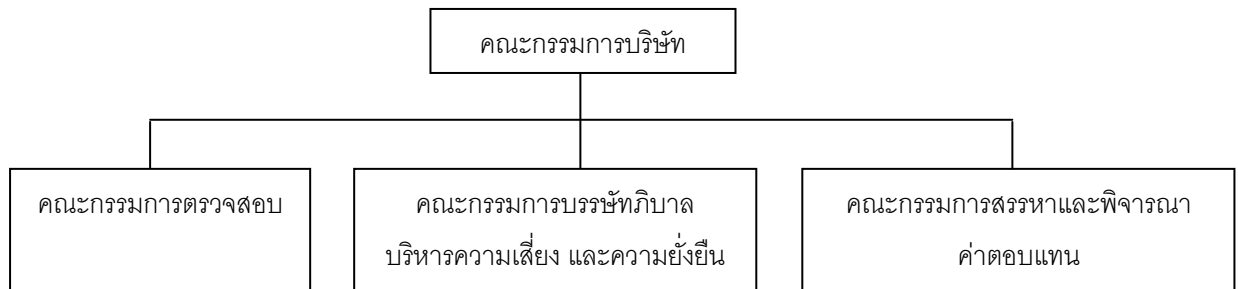 คณะกรรมการบริษัท
คณะกรรมการตรวจสอบ
คณะกรรมการบรรษัทภิบาล
บริหารความเสี่ยง และความยั่งยืน
คณะกรรมการสรรหาและพิจารณา
ค่าตอบแทน